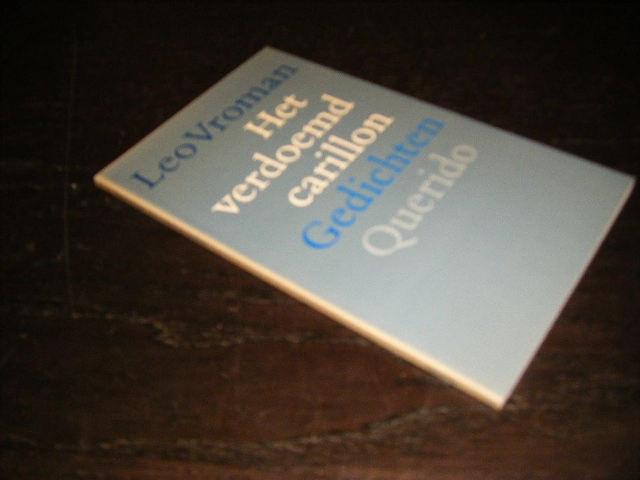 Leo Vroman
Het
verdoemd
carillon
Gedichten
Querido